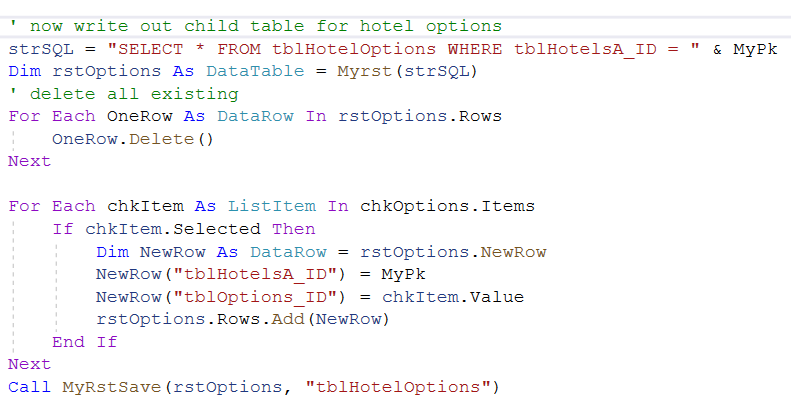 ' now write out child table for hotel options
strSQL = "SELECT * FROM tblHotelOptions WHERE tblHotelsA_ID = " & MyPk
Dim rstOptions As DataTable = Myrst(strSQL)
' delete all existing
For Each OneRow As DataRow In rstOptions.Rows
    OneRow.Delete()
Next

For Each chkItem As ListItem In chkOptions.Items
    If chkItem.Selected Then
        Dim NewRow As DataRow = rstOptions.NewRow
        NewRow("tblHotelsA_ID") = MyPk
        NewRow("tblOptions_ID") = chkItem.Value
        rstOptions.Rows.Add(NewRow)
    End If
Next
Call MyRstSave(rstOptions, "tblHotelOptions")